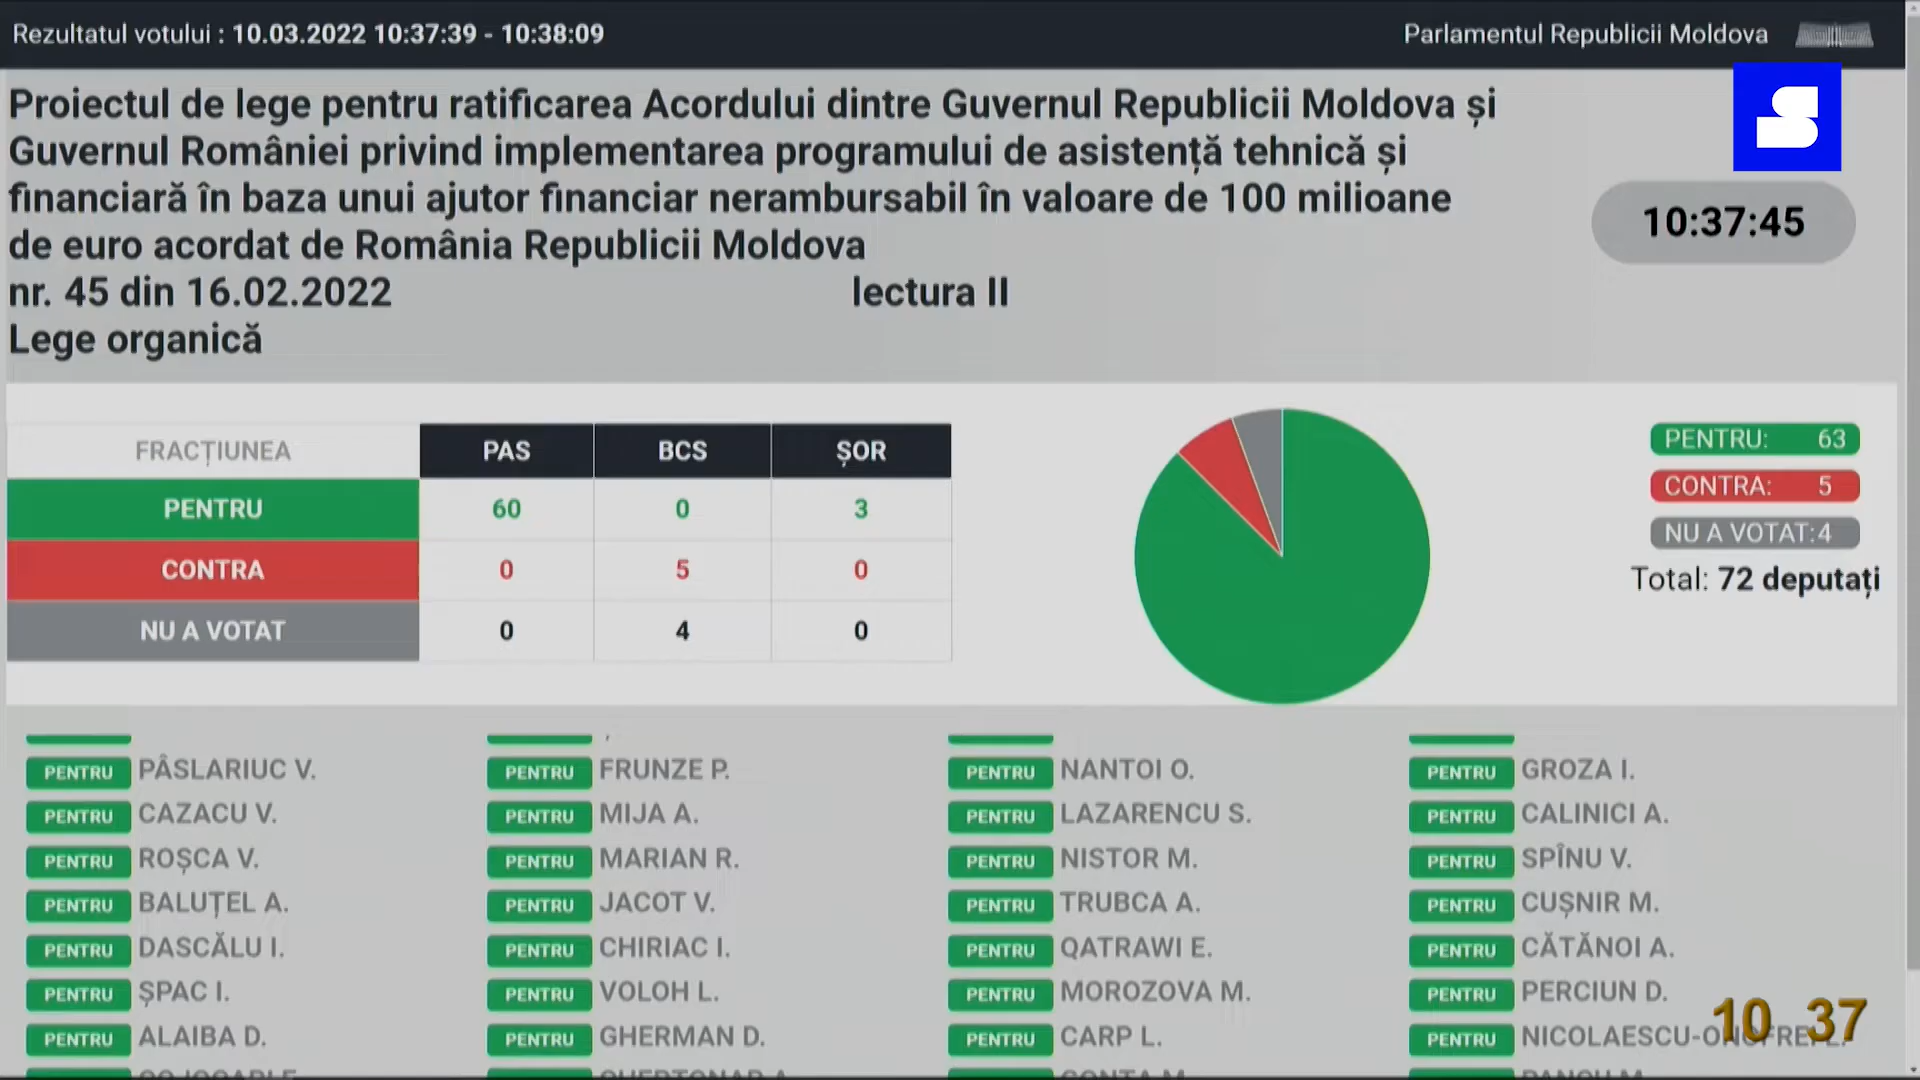 Rezultatul votului : 10.03.2022 10:37:39 - 10:38:09
Parlamentul Republicii Moldova
Proiectul de lege pentru ratificarea Acordului dintre Guvernul Republicii Moldova și
Guvernul României privind implementarea programului de asistență tehnică și
financiară în baza unui ajutor financiar nerambursabil în valoare de 100 milioane
de euro acordat de România Republicii Moldova
nr. 45 din 16.02.2022 lectura II
Lege organică
10:37:45
FRACȚIUNEA PAS BCS ȘOR
PENTRU 60 0 3
CONTRA 0 5 0
NU A VOTAT 0 4 0
PENTRU: 63
CONTRA: 5
NU A VOTAT:4
Total: 72 deputați
PENTRU PÂSLARIUC V. PENTRU FRUNZE P. PENTRU NANTOI O. PENTRU GROZA I.
PENTRU CAZACU V. PENTRU MIJA A. PENTRU LAZARENCU S. PENTRU CALINICI A.
PENTRU ROȘCA V. PENTRU MARIAN R. PENTRU NISTOR M. PENTRU SPÎNU V.
PENTRU BALUȚEL A. PENTRU JACOT V. PENTRU TRUBCA A. PENTRU CUȘNIR M.
PENTRU DASCĂLU I. PENTRU CHIRIAC I. PENTRU QATRAWI E. PENTRU CĂTĂNOI A.
PENTRU ȘPAC I. PENTRU VOLOH L. PENTRU MOROZOVA M. PENTRU PERCIUN D.
PENTRU ALAIBA D. PENTRU GHERMAN D. PENTRU CARP L. PENTRU NICOLAESCU-ONOFREI L.
10 37